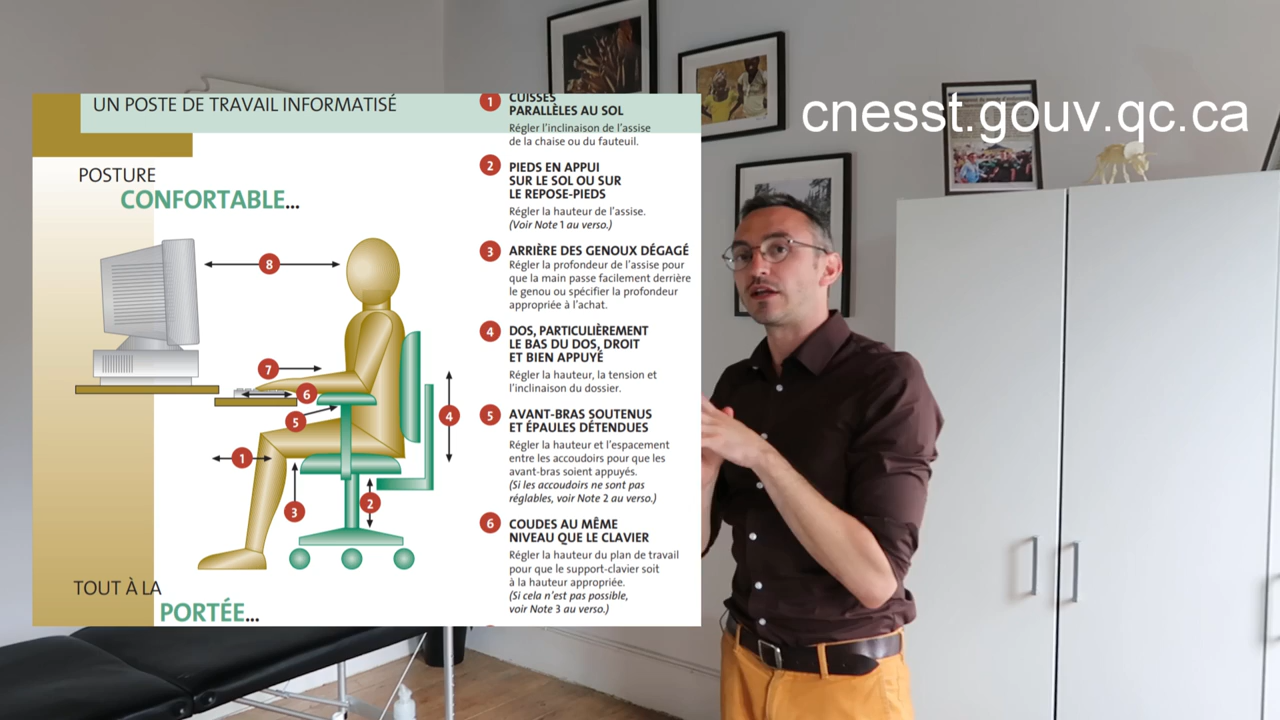 UN POSTE DE TRAVAIL INFORMATISÉ
POSTURE
CONFORTABLE...
8
7
6
5
4
1
3
2
TOUT À LA
PORTÉE...
1 CUISSES
PARALLÈLES AU SOL
Régler l'inclinaison de l'assise
de la chaise ou du fauteuil.
2 PIEDS EN APPUI
SUR LE SOL OU SUR
LE REPOSE-PIEDS
Régler la hauteur de l'assise.
(Voir Note 1 au verso.)
3 ARRIÈRE DES GENOUX DÉGAGÉ
Régler la profondeur de l'assise pour
que la main passe facilement derrière
le genou ou spécifier la profondeur
appropriée à l'achat.
4 DOS, PARTICULIÈREMENT
LE BAS DU DOS, DROIT
ET BIEN APPUYÉ
Régler la hauteur, la tension et
l'inclinaison du dossier.
5 AVANT-BRAS SOUTENUS
ET ÉPAULES DÉTENDUES
Régler la hauteur et l'espacement
entre les accoudoirs pour que les
avant-bras soient appuyés.
(Si les accoudoirs ne sont pas
réglables, voir Note 2 au verso.)
6 COUDES AU MÊME
NIVEAU QUE LE CLAVIER
Régler la hauteur du plan de travail
pour que le support-clavier soit
à la hauteur appropriée.
(Si cela n'est pas possible,
voir Note 3 au verso.)
cnesst.gouv.qc.ca